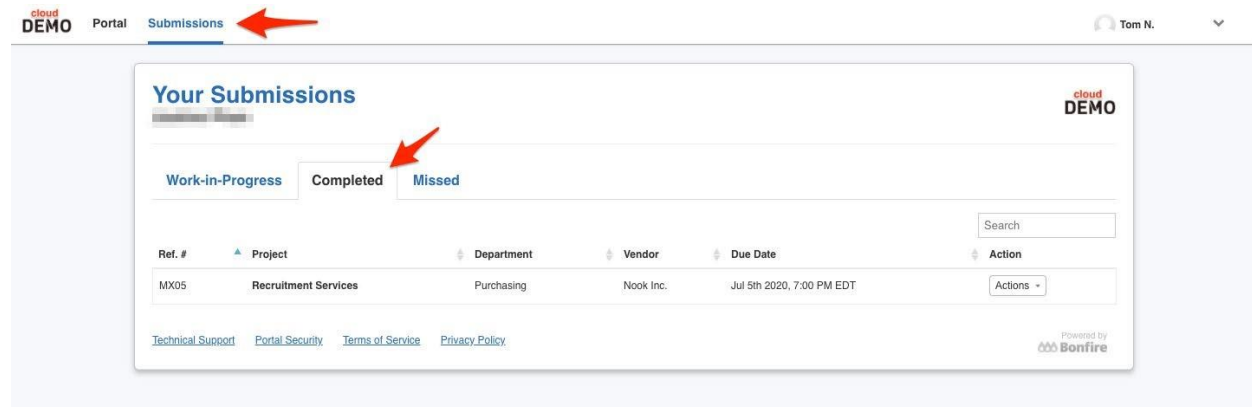 cloud
DEMO Portal Submissions Tom N.
Your Submissions
cloud
DEMO
Work-in-Progress Completed Missed
Search
Ref. # Project Department Vendor Due Date Action
MX05 Recruitment Services Purchasing Nook Inc. Jul 5th 2020, 7:00 PM EDT Actions
Technical Support Portal Security Terms of Service Privacy Policy
Powered by
Bonfire